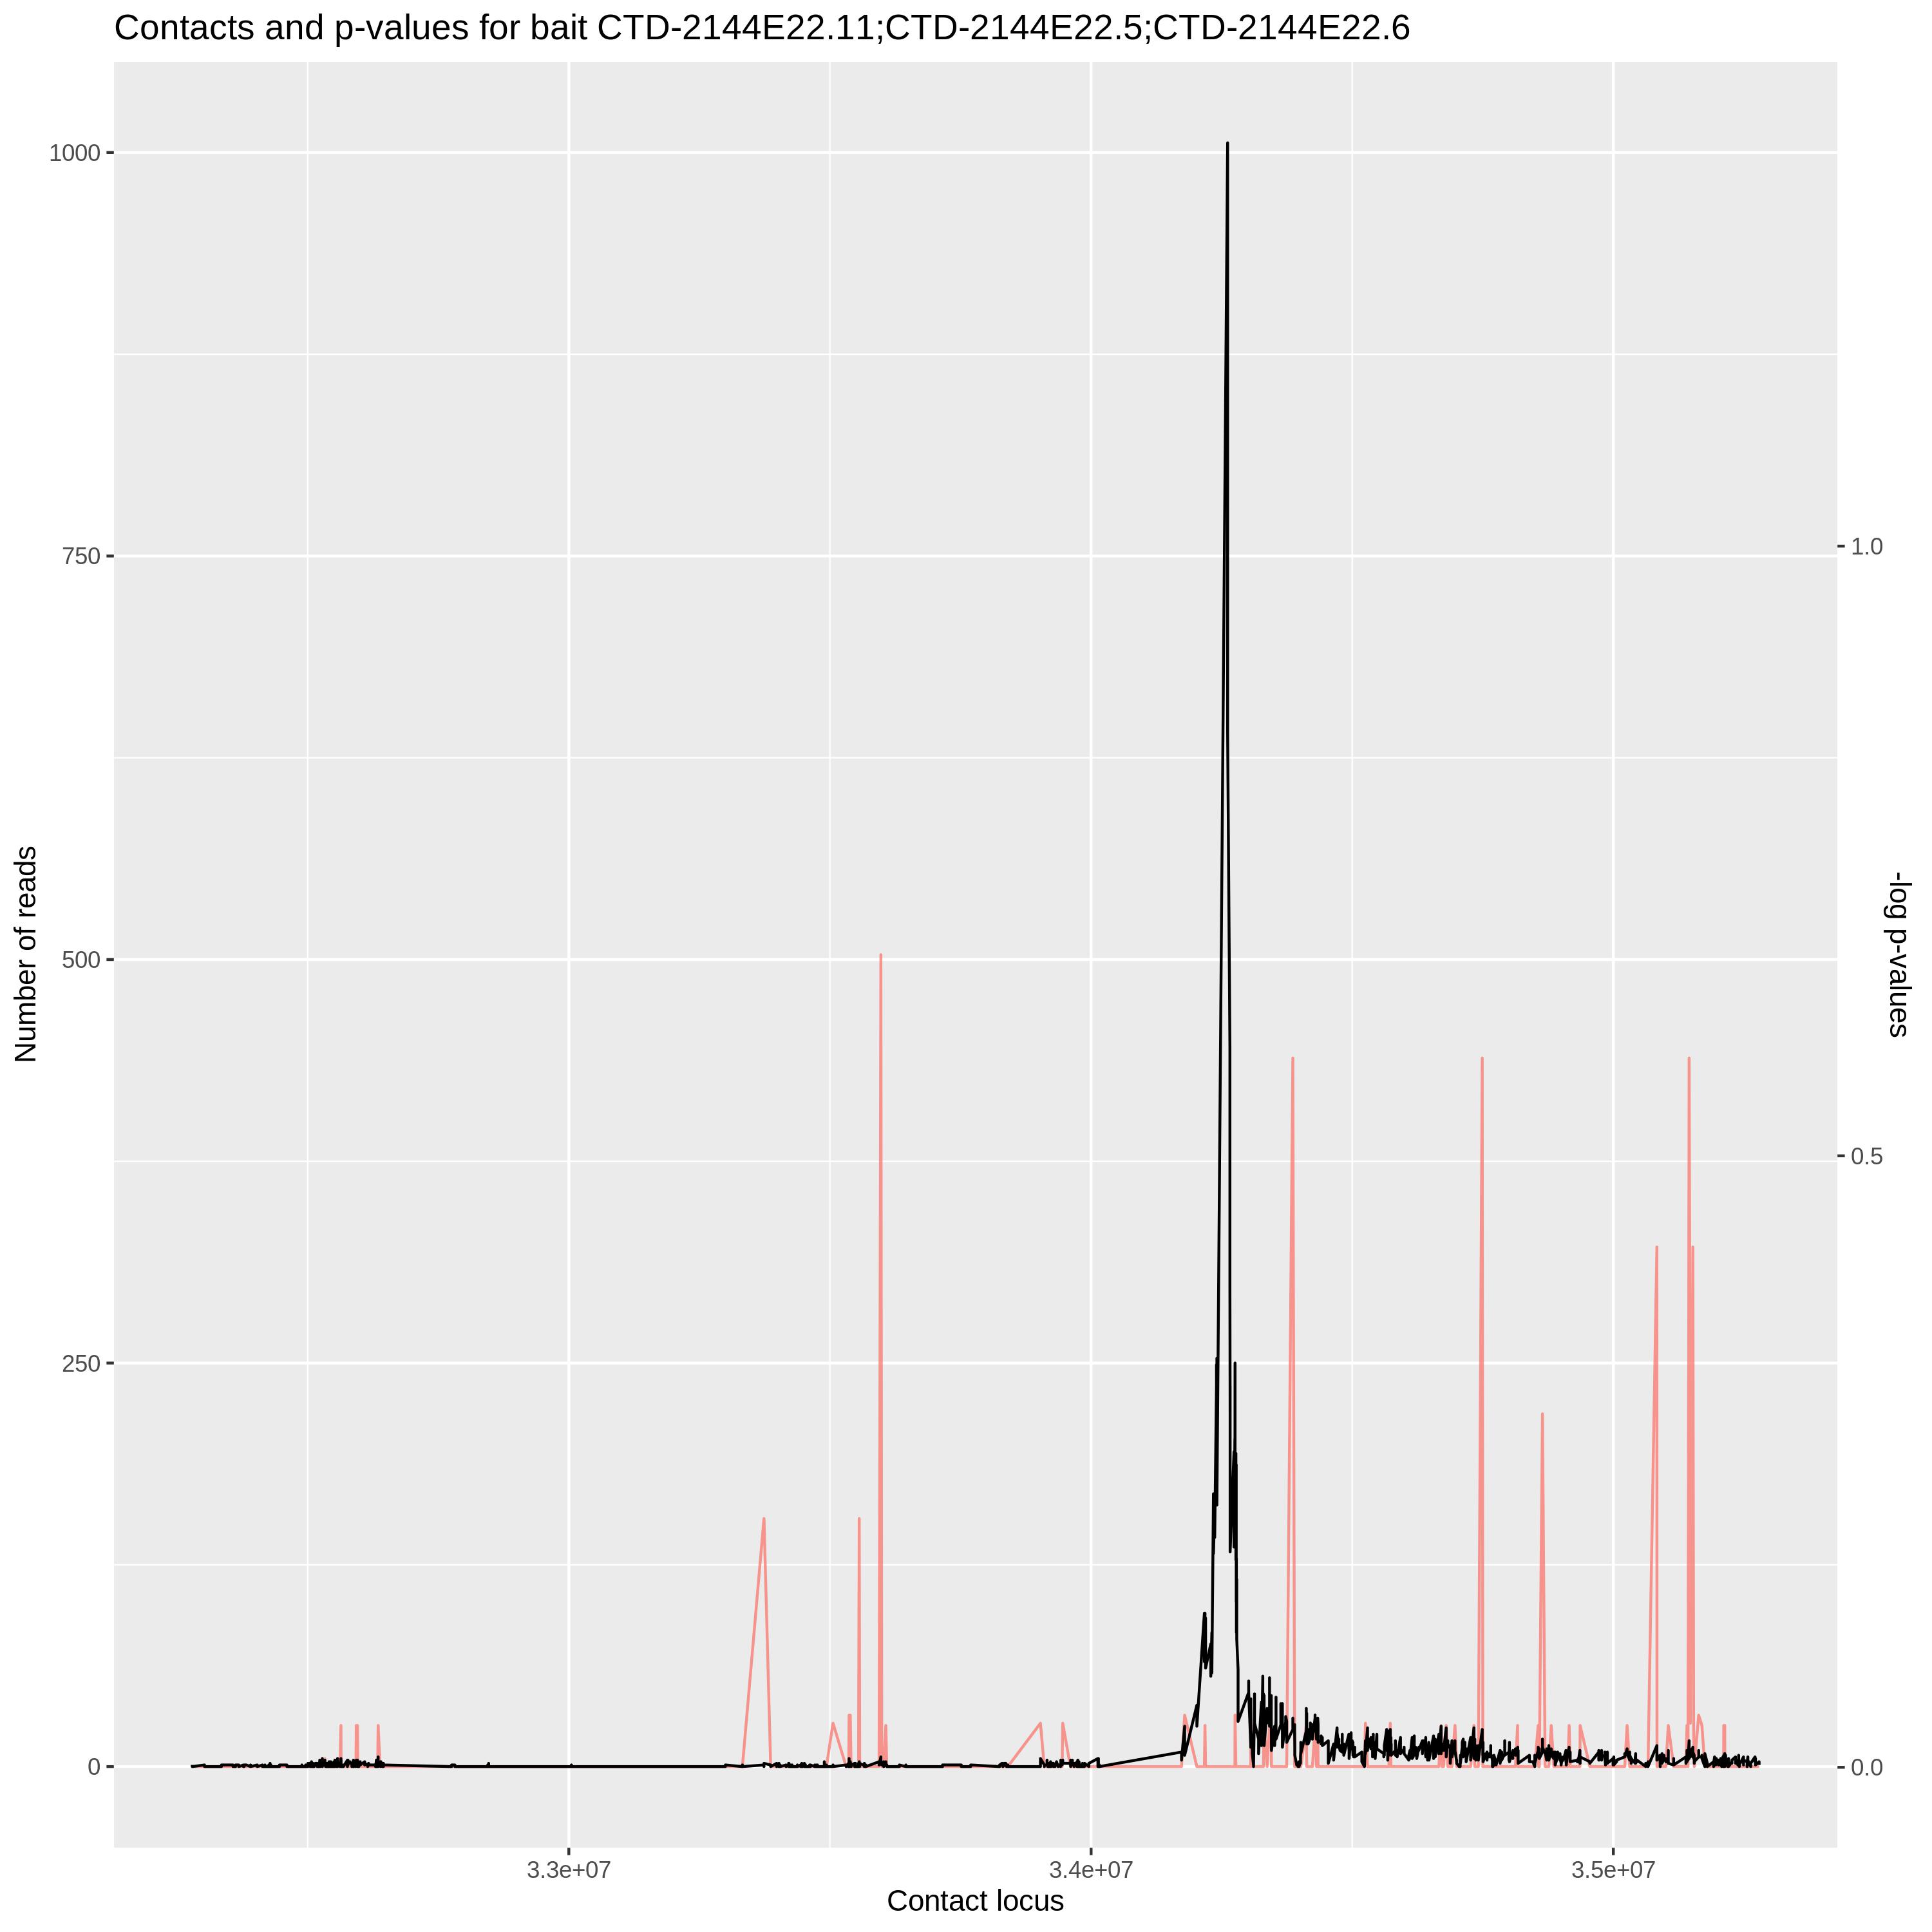 Contacts and p-values for bait CTD-2144E22.11;CTD-2144E22.5;CTD-2144E22.6
1000
750
500
250
0
Number of reads
1.0
0.5
0.0
-log p-values
3.3e+07
3.4e+07
3.5e+07
Contact locus